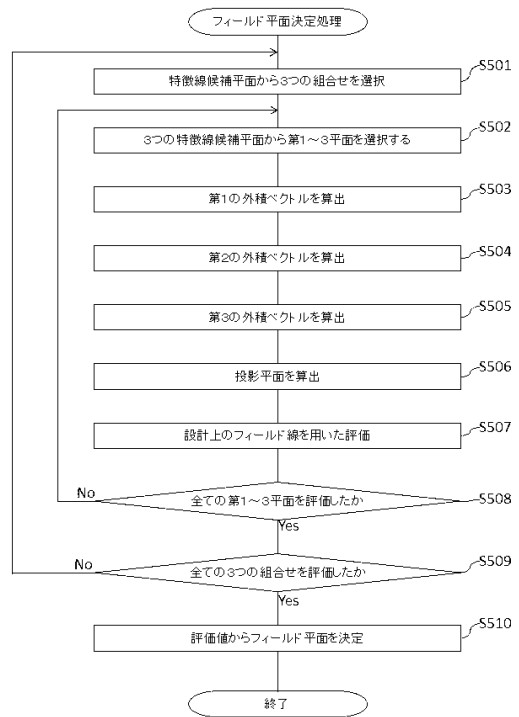 フィールド平面決定処理
S501
特徴線候補平面から3つの組合せを選択
S502
3つの特徴線候補平面から第1～3平面を選択する
S503
第1の外積ベクトルを算出
S504
第2の外積ベクトルを算出
S505
第3の外積ベクトルを算出
S506
投影平面を算出
S507
設計上のフィールド線を用いた評価
No
全ての第1～3平面を評価したか
S508
Yes
No
全ての3つの組合せを評価したか
S509
Yes
S510
評価値からフィールド平面を決定
終了